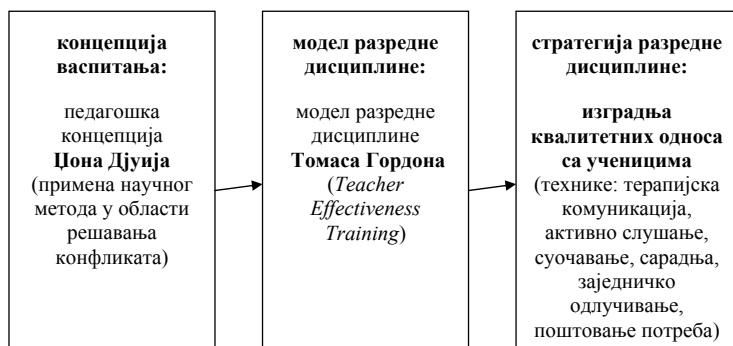 концепција
васпитања:
педагошка
концепција
Џона Дјуија
(примена научног
метода у области
решавања
конфликата)
модел разредне
дисциплине:
модел разредне
дисциплине
Томаса Гордона
(Teacher
Effectiveness
Training)
стратегија разредне
дисциплине:
изградња
квалитетних односа
са ученицима
(технике: терапијска
комуникација,
активно слушање,
суочавање, сарадња,
заједничко
одлучивање,
поштовање потреба)